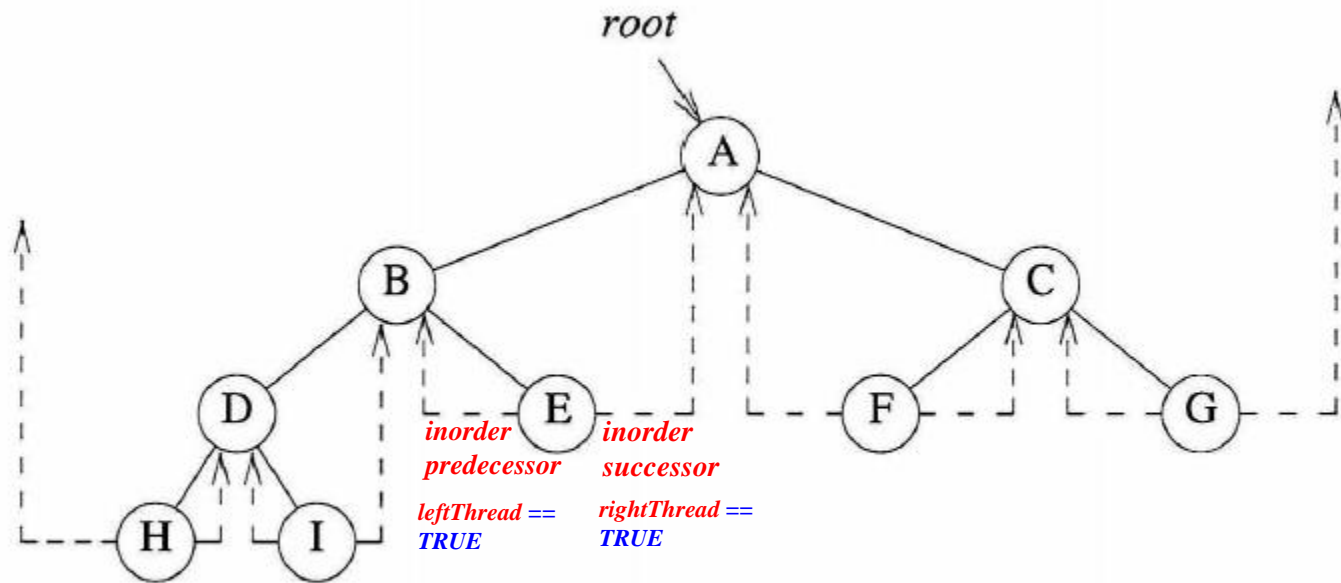 root
A
B
C
D
E
F
G
inorder
predecessor
inorder
successor
leftThread ==
TRUE
rightThread ==
TRUE
H
I